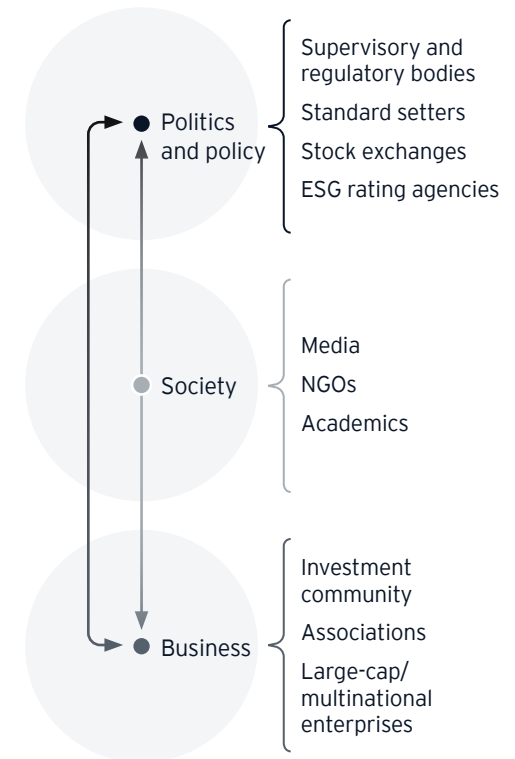 Politics
and policy
Supervisory and
regulatory bodies
Standard setters
Stock exchanges
ESG rating agencies
Society
Media
NGOs
Academics
Business
Investment
community
Associations
Large-cap/
multinational
enterprises